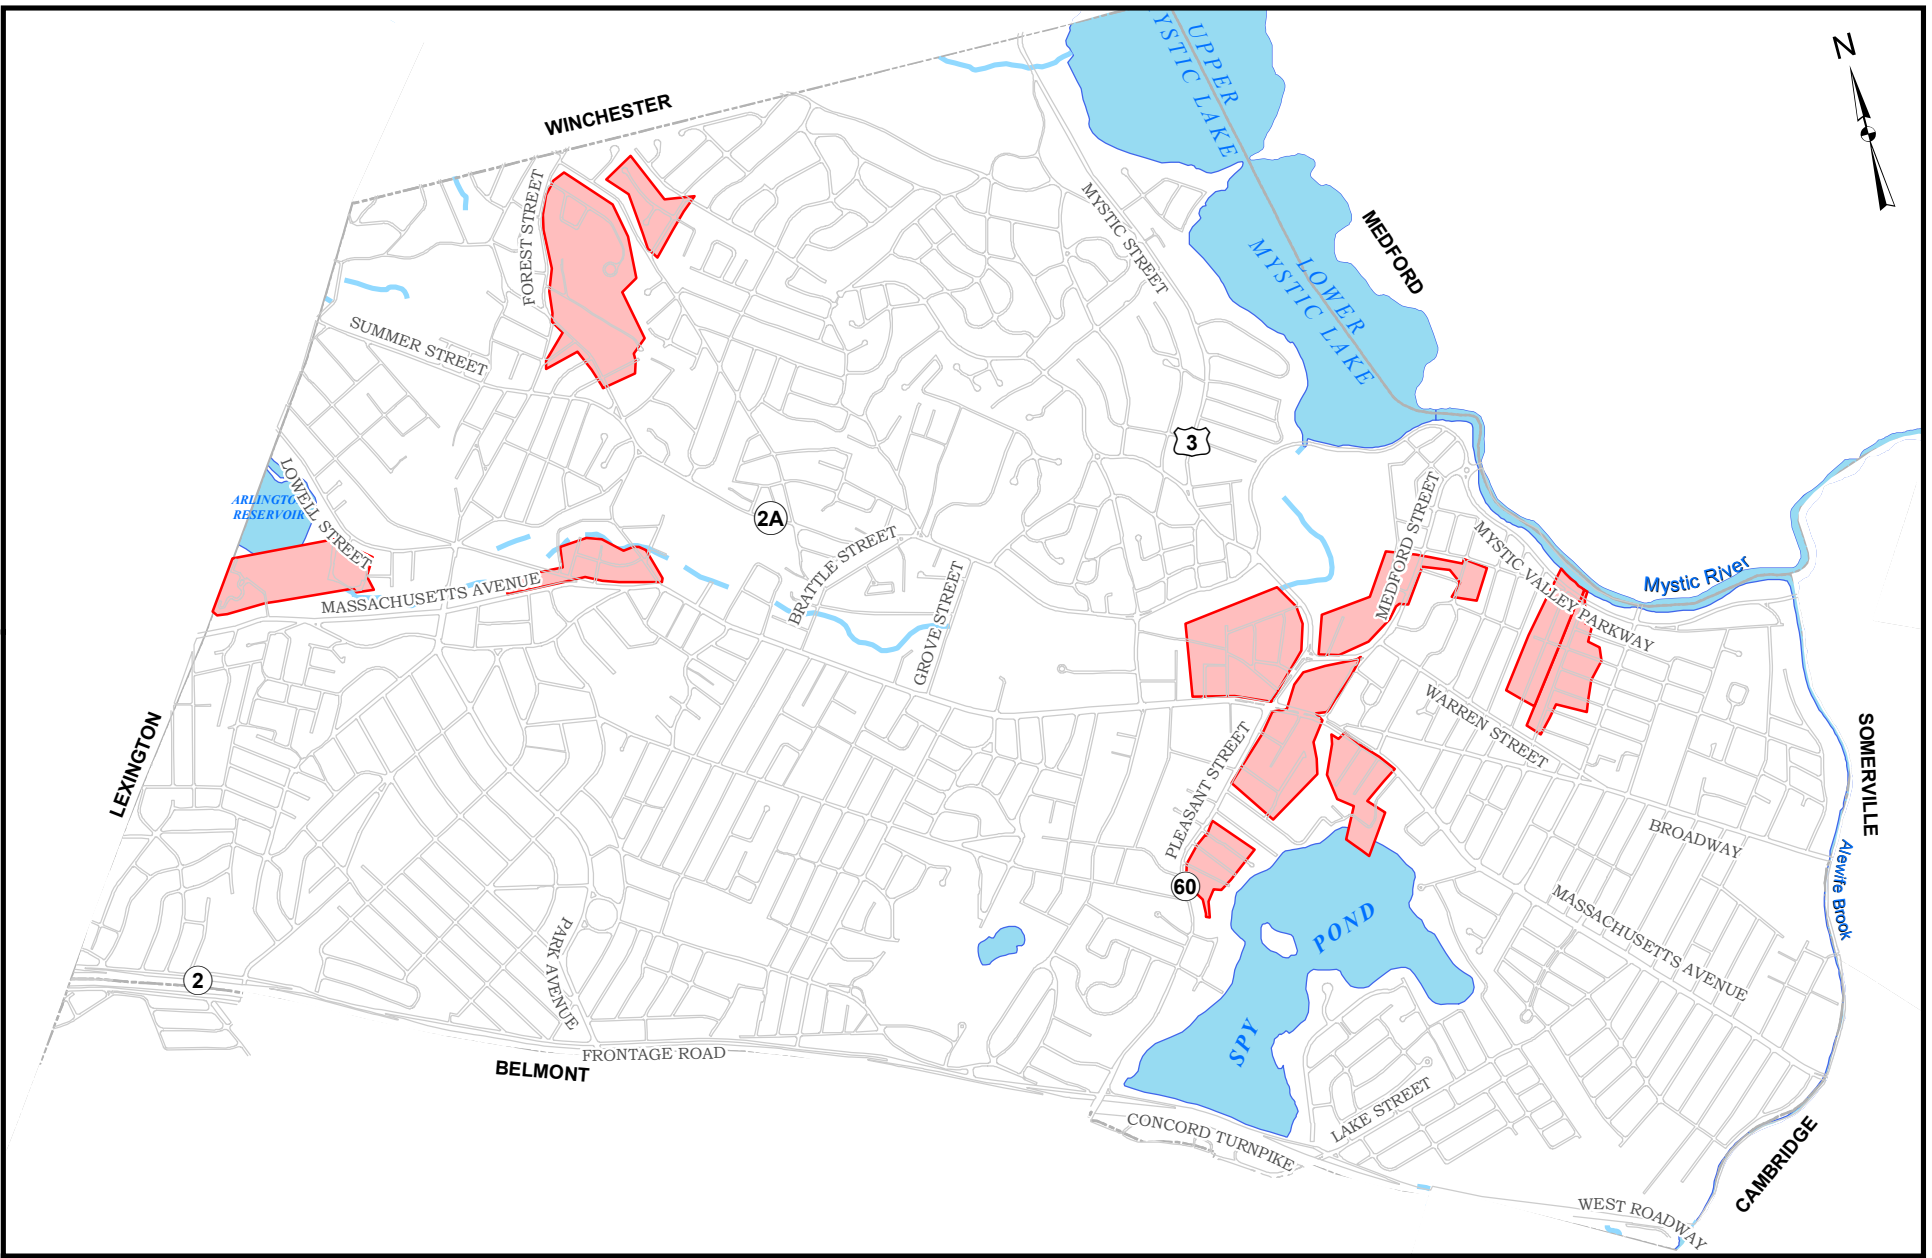 N
UPPER
MYSTIC LAKE
WINCHESTER
FOREST STREET
MYSTIC STREET
MEDFORD
LOWER
MYSTIC LAKE
SUMMER STREET
3
LOWELL STREET
ARLINGTO
RESERVOIR
2A
MEDFORD STREET
MYSTIC VALLEY PARKWAY
Mystic River
BRATTLE STREET
MASSACHUSETTS AVENUE
GROVE STREET
WARREN STREET
LEXINGTON
SOMERVILLE
PLEASANT STREET
BROADWAY
60
Alewife Brook
MASSACHUSETTS AVENUE
POND
SPY
PARK AVENUE
2
FRONTAGE ROAD
BELMONT
LAKE STREET
CONCORD TURNPIKE
CAMBRIDGE
WEST ROADWAY